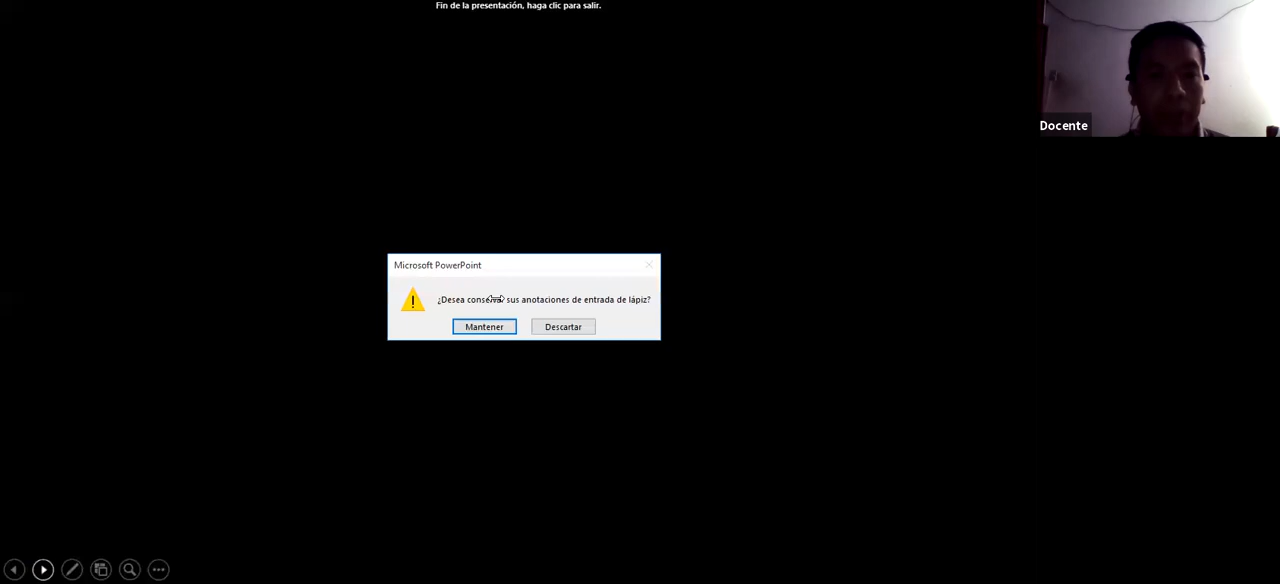 Fin de la presentación, haga clic para salir.
Docente
Microsoft PowerPoint
¿Desea conservar sus anotaciones de entrada de lápiz?
Mantener
Descartar